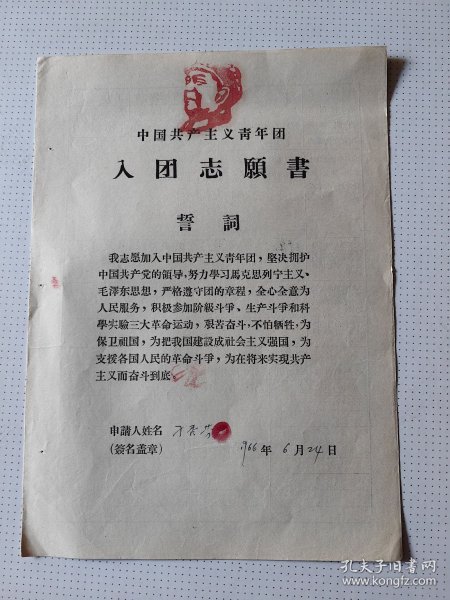 中国共产主义青年团
入团志願書
誓詞
我志愿加入中国共产主义青年团，坚决拥护
中国共产党的領导，努力学习馬克思列宁主义、
毛泽东思想，严格遵守团的章程，全心全意为
人民服务，积极参加阶級斗爭、生产斗爭和科
学实驗三大革命运动，艰苦奋斗，不怕牺牲，为
保卫祖国，为把我国建設成社会主义强国，为
支援各国人民的革命斗爭，为在将来实現共产
主义而奋斗到底。
申請人姓名
(簽名盖章)
1966年6月24日
孔夫子旧书网
www.kongfz.com